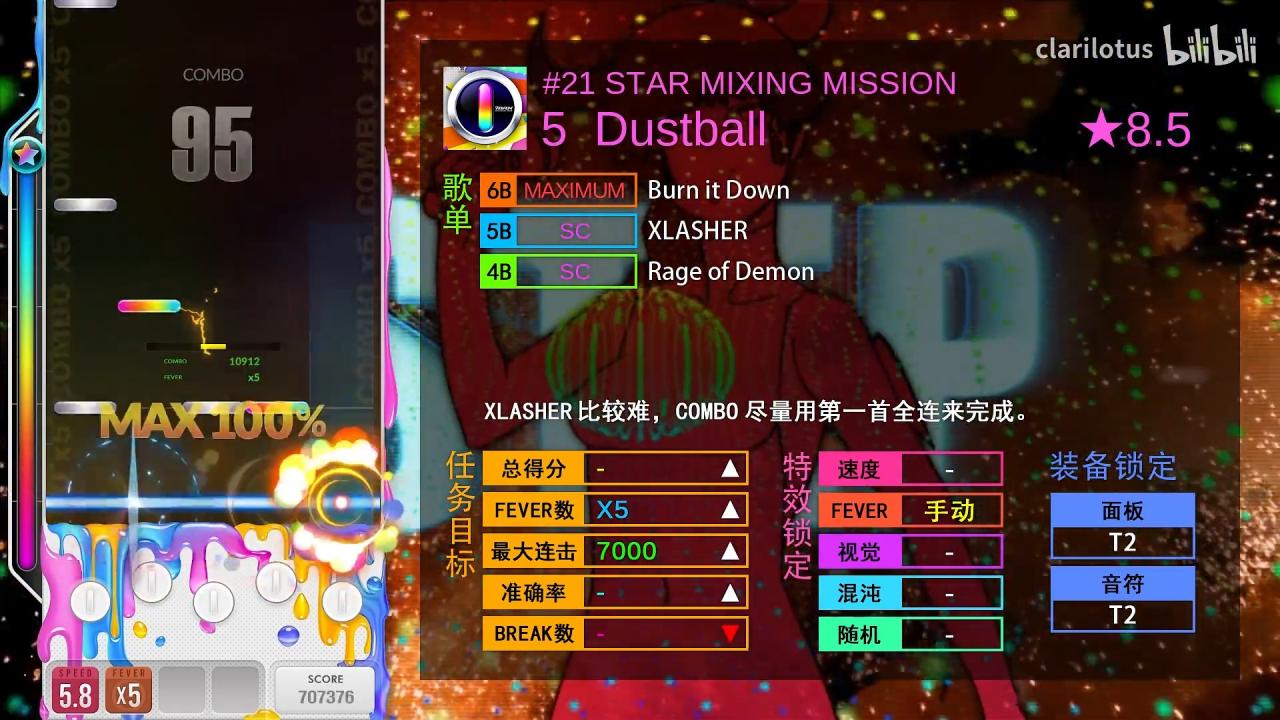 clarilotus bilibili
COMBO
95
COMBO 10912
FEVER x5
MAX 100%
SPEED
5.8
FEVER
x5
SCORE
707376
#21 STAR MIXING MISSION
5 Dustball
★8.5
歌单
6B MAXIMUM Burn it Down
5B SC XLASHER
4B SC Rage of Demon
XLASHER 比较难，COMBO 尽量用第一首全连来完成。
任务目标
总得分 - ▲
FEVER数 X5 ▲
最大连击 7000 ▲
准确率 - ▲
BREAK数 - ▼
特效锁定
速度 -
FEVER 手动
视觉 -
混沌 -
随机 -
装备锁定
面板
T2
音符
T2